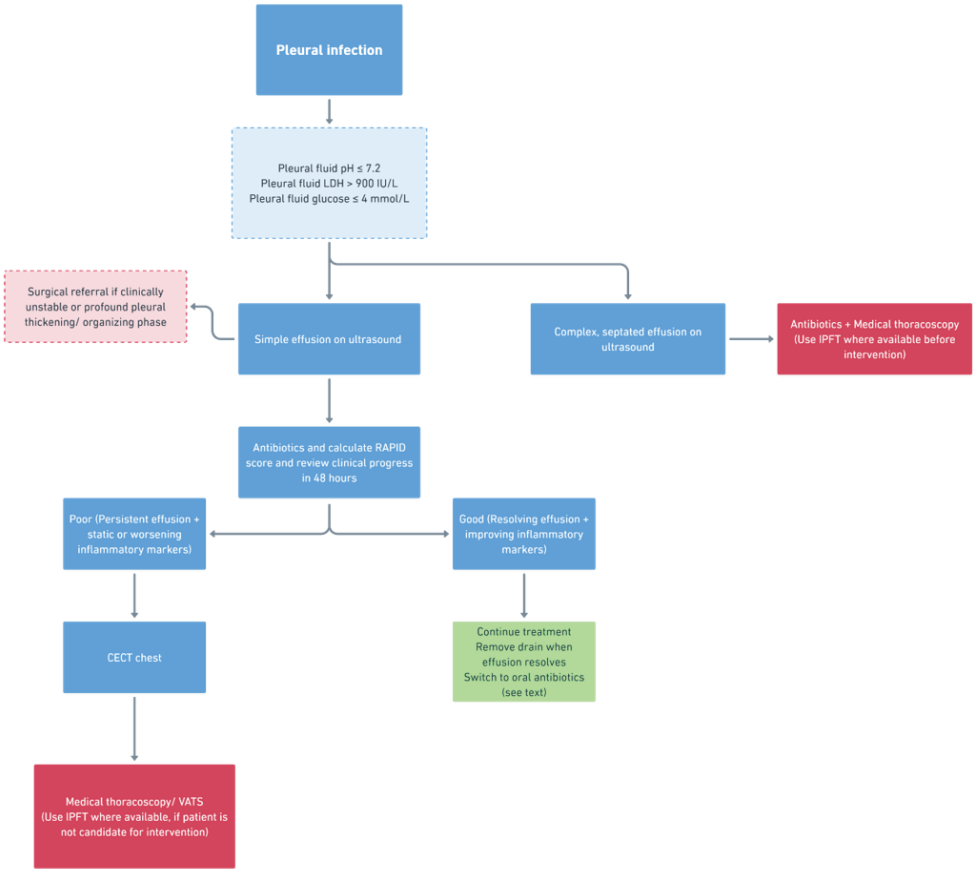 Pleural infection
Pleural fluid pH ≤ 7.2
Pleural fluid LDH > 900 IU/L
Pleural fluid glucose ≤ 4 mmol/L
Surgical referral if clinically
unstable or profound pleural
thickening/ organizing phase
Simple effusion on ultrasound
Complex, septated effusion on
ultrasound
Antibiotics + Medical thoracoscopy
(Use IPFT where available before
intervention)
Antibiotics and calculate RAPID
score and review clinical progress
in 48 hours
Poor (Persistent effusion +
static or worsening
inflammatory markers)
Good (Resolving effusion +
improving inflammatory
markers)
CECT chest
Continue treatment
Remove drain when
effusion resolves
Switch to oral antibiotics
(see text)
Medical thoracoscopy/ VATS
(Use IPFT where available, if patient is
not candidate for intervention)